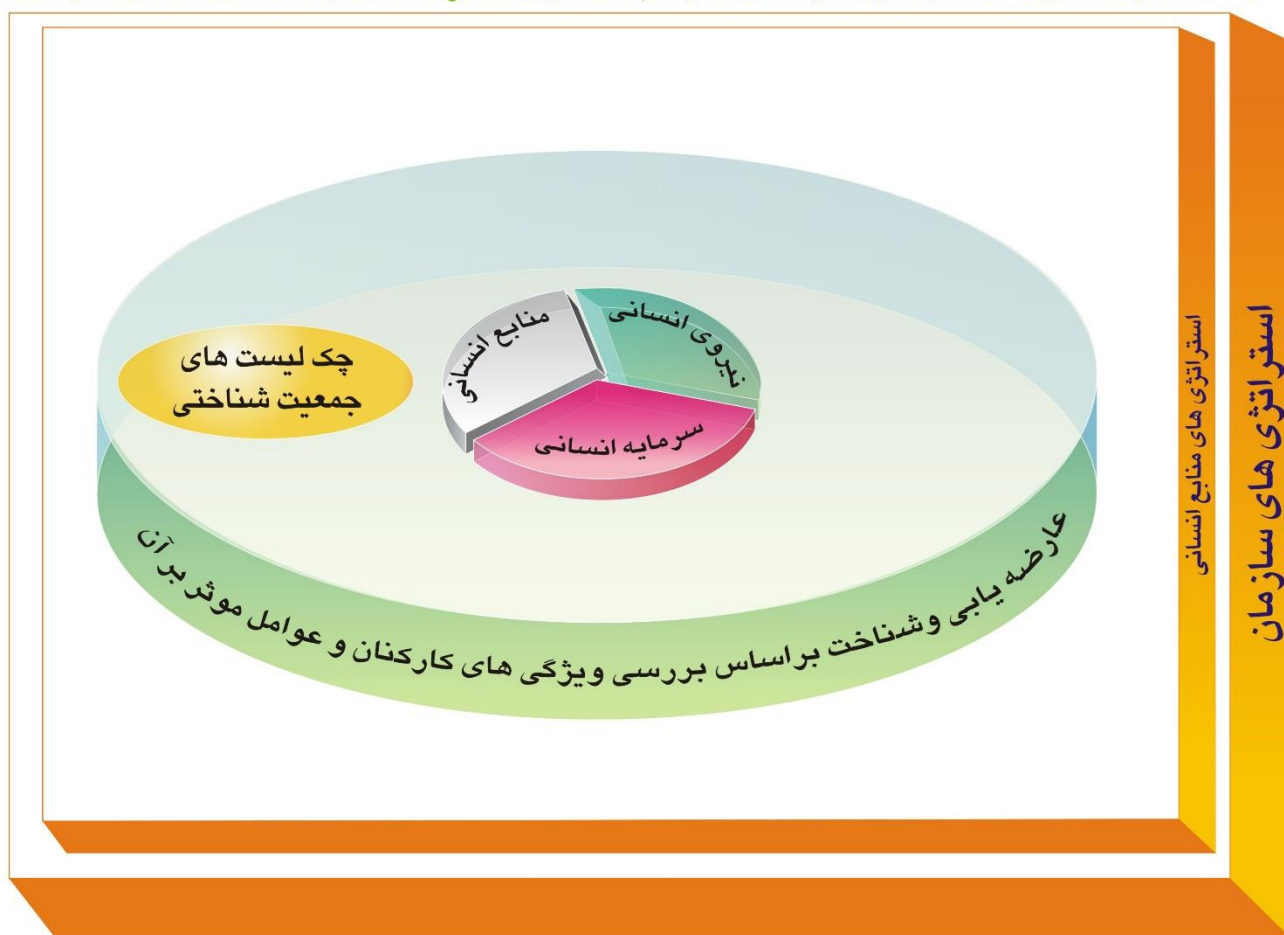 استراتژی های سازمان
استراتژی های منابع انسانی
نیروی انسانی
منابع انسانی
سرمایه انسانی
چک لیست های
جمعیت شناختی
عارضه یابی وشناخت براساس بررسی ویژگی های کارکنان و عوامل موثر بر آن